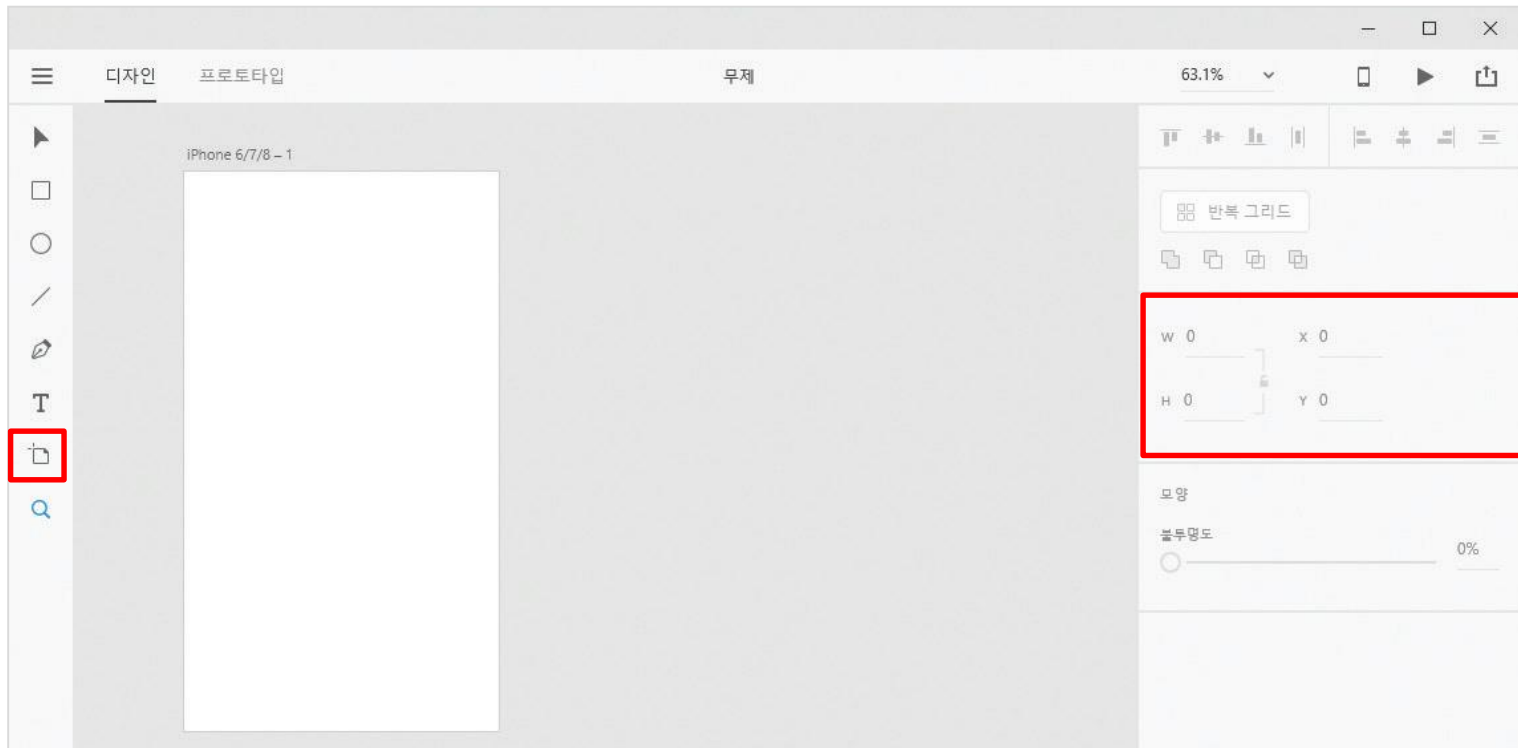 디자인 프로토타입 무제 63.1%
iPhone 6/7/8 – 1
반복 그리드
W 0 X 0
H 0 Y 0
T
모양
불투명도
0%